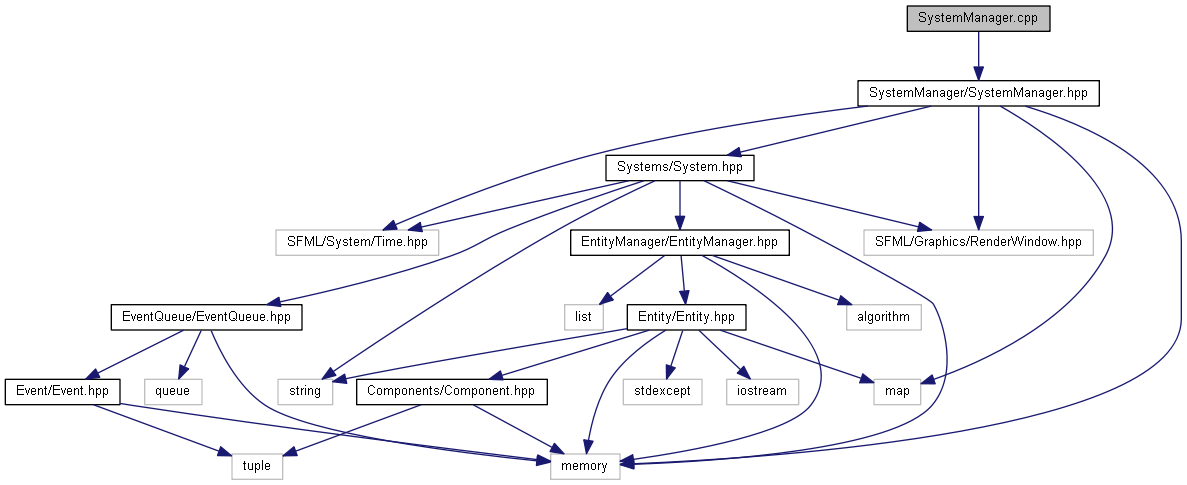 SystemManager.cpp
SystemManager/SystemManager.hpp
Systems/System.hpp
SFML/System/Time.hpp
EntityManager/EntityManager.hpp
SFML/Graphics/RenderWindow.hpp
EventQueue/EventQueue.hpp
list
Entity/Entity.hpp
algorithm
Event/Event.hpp
queue
string
Components/Component.hpp
stdexcept
iostream
map
tuple
memory